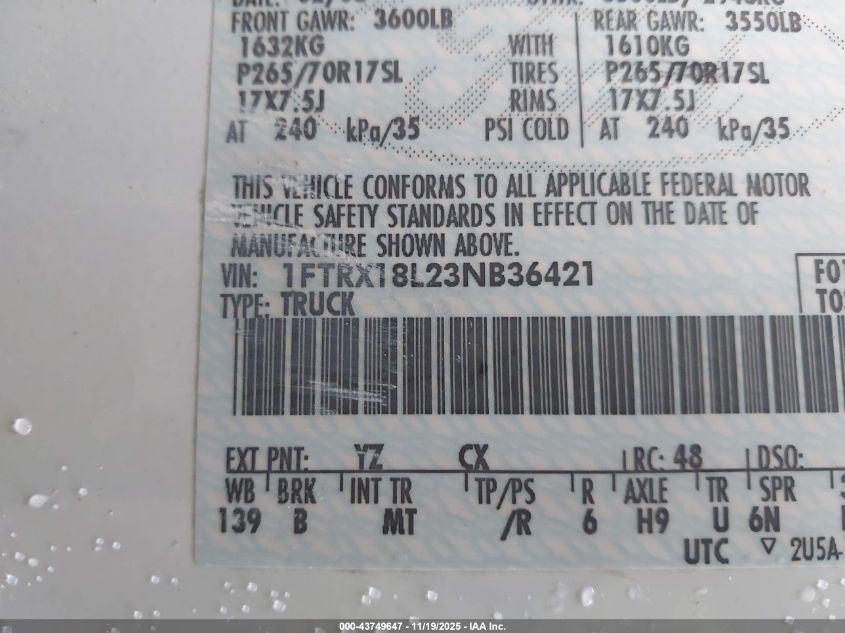 FRONT GAWR: 3600LB REAR GAWR: 3550LB
1632KG WITH 1610KG
P265/70R17SL TIRES P265/70R17SL
17X7.5J RIMS 17X7.5J
AT 240 kPa/35 PSI COLD AT 240 kPa/35
THIS VEHICLE CONFORMS TO ALL APPLICABLE FEDERAL MOTOR
VEHICLE SAFETY STANDARDS IN EFFECT ON THE DATE OF
MANUFACTURE SHOWN ABOVE.
VIN: 1FTRX18L23NB36421
TYPE: TRUCK
EXT PNT: YZ CX RC: 48 DSO:
WB BRK INT TR TP/PS R AXLE TR SPR
139 B MT /R 6 H9 U 6N
UTC ▽ 2U5A-
000-43749647 - 11/19/2025 - IAA Inc.